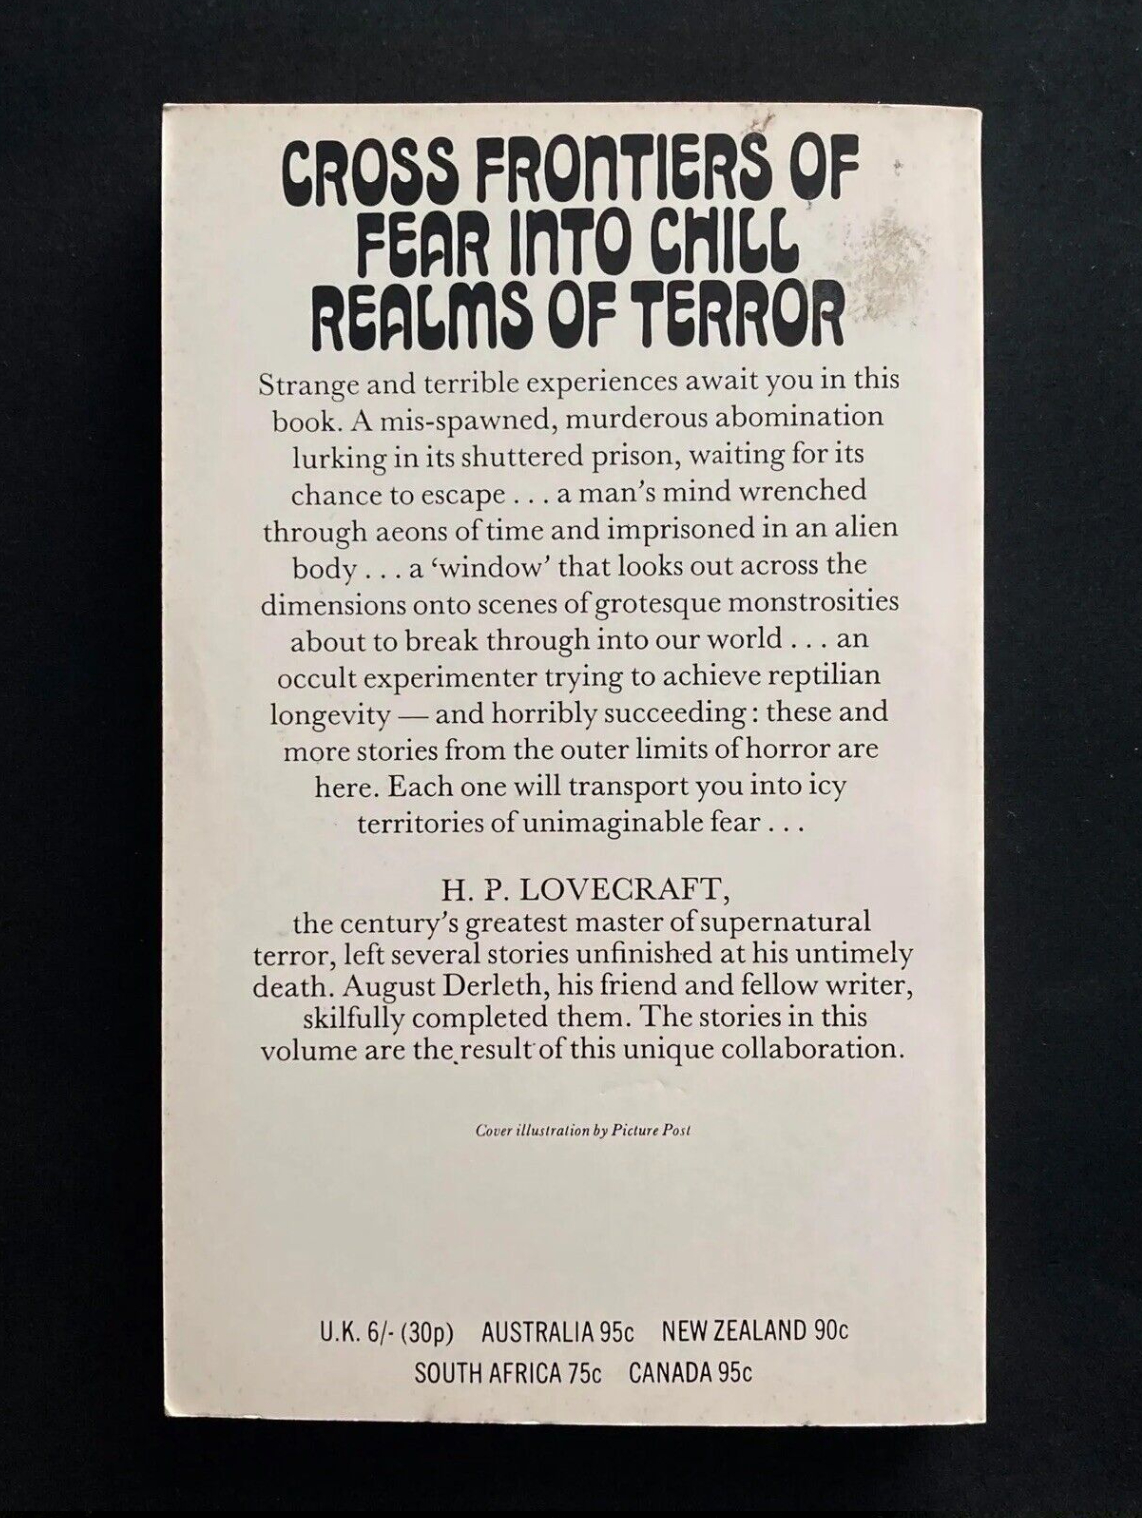 CROSS FRONTIERS OF
FEAR INTO CHILL
REALMS OF TERROR
Strange and terrible experiences await you in this
book. A mis-spawned, murderous abomination
lurking in its shuttered prison, waiting for its
chance to escape . . . a man’s mind wrenched
through aeons of time and imprisoned in an alien
body . . . a ‘window’ that looks out across the
dimensions onto scenes of grotesque monstrosities
about to break through into our world . . . an
occult experimenter trying to achieve reptilian
longevity — and horribly succeeding : these and
more stories from the outer limits of horror are
here. Each one will transport you into icy
territories of unimaginable fear . . .
H. P. LOVECRAFT,
the century’s greatest master of supernatural
terror, left several stories unfinished at his untimely
death. August Derleth, his friend and fellow writer,
skilfully completed them. The stories in this
volume are the result of this unique collaboration.
Cover illustration by Picture Post
U.K. 6/- (30p) AUSTRALIA 95c NEW ZEALAND 90c
SOUTH AFRICA 75c CANADA 95c